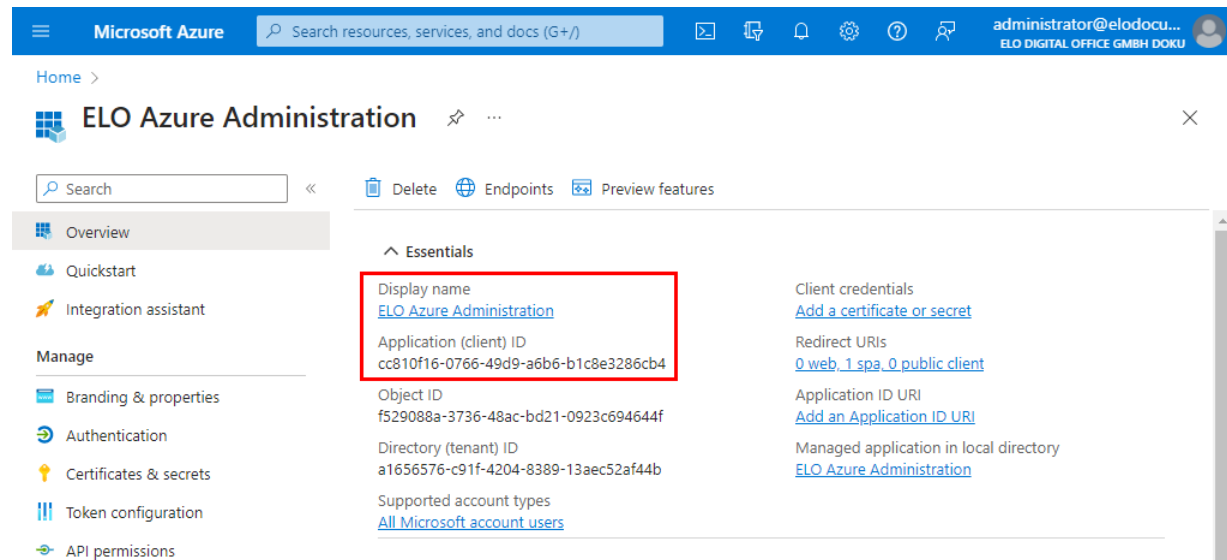 Microsoft Azure
Search resources, services, and docs (G+/)
administrator@elodocu...
ELO DIGITAL OFFICE GMBH DOKU
Home >
ELO Azure Administration
...
Search
«
Delete
Endpoints
Preview features
Overview
Quickstart
Integration assistant
Manage
Branding & properties
Authentication
Certificates & secrets
Token configuration
API permissions
Essentials
Display name
ELO Azure Administration
Application (client) ID
cc810f16-0766-49d9-a6b6-b1c8e3286cb4
Object ID
f529088a-3736-48ac-bd21-0923c694644f
Directory (tenant) ID
a1656576-c91f-4204-8389-13aec52af44b
Supported account types
All Microsoft account users
Client credentials
Add a certificate or secret
Redirect URIs
0 web, 1 spa, 0 public client
Application ID URI
Add an Application ID URI
Managed application in local directory
ELO Azure Administration